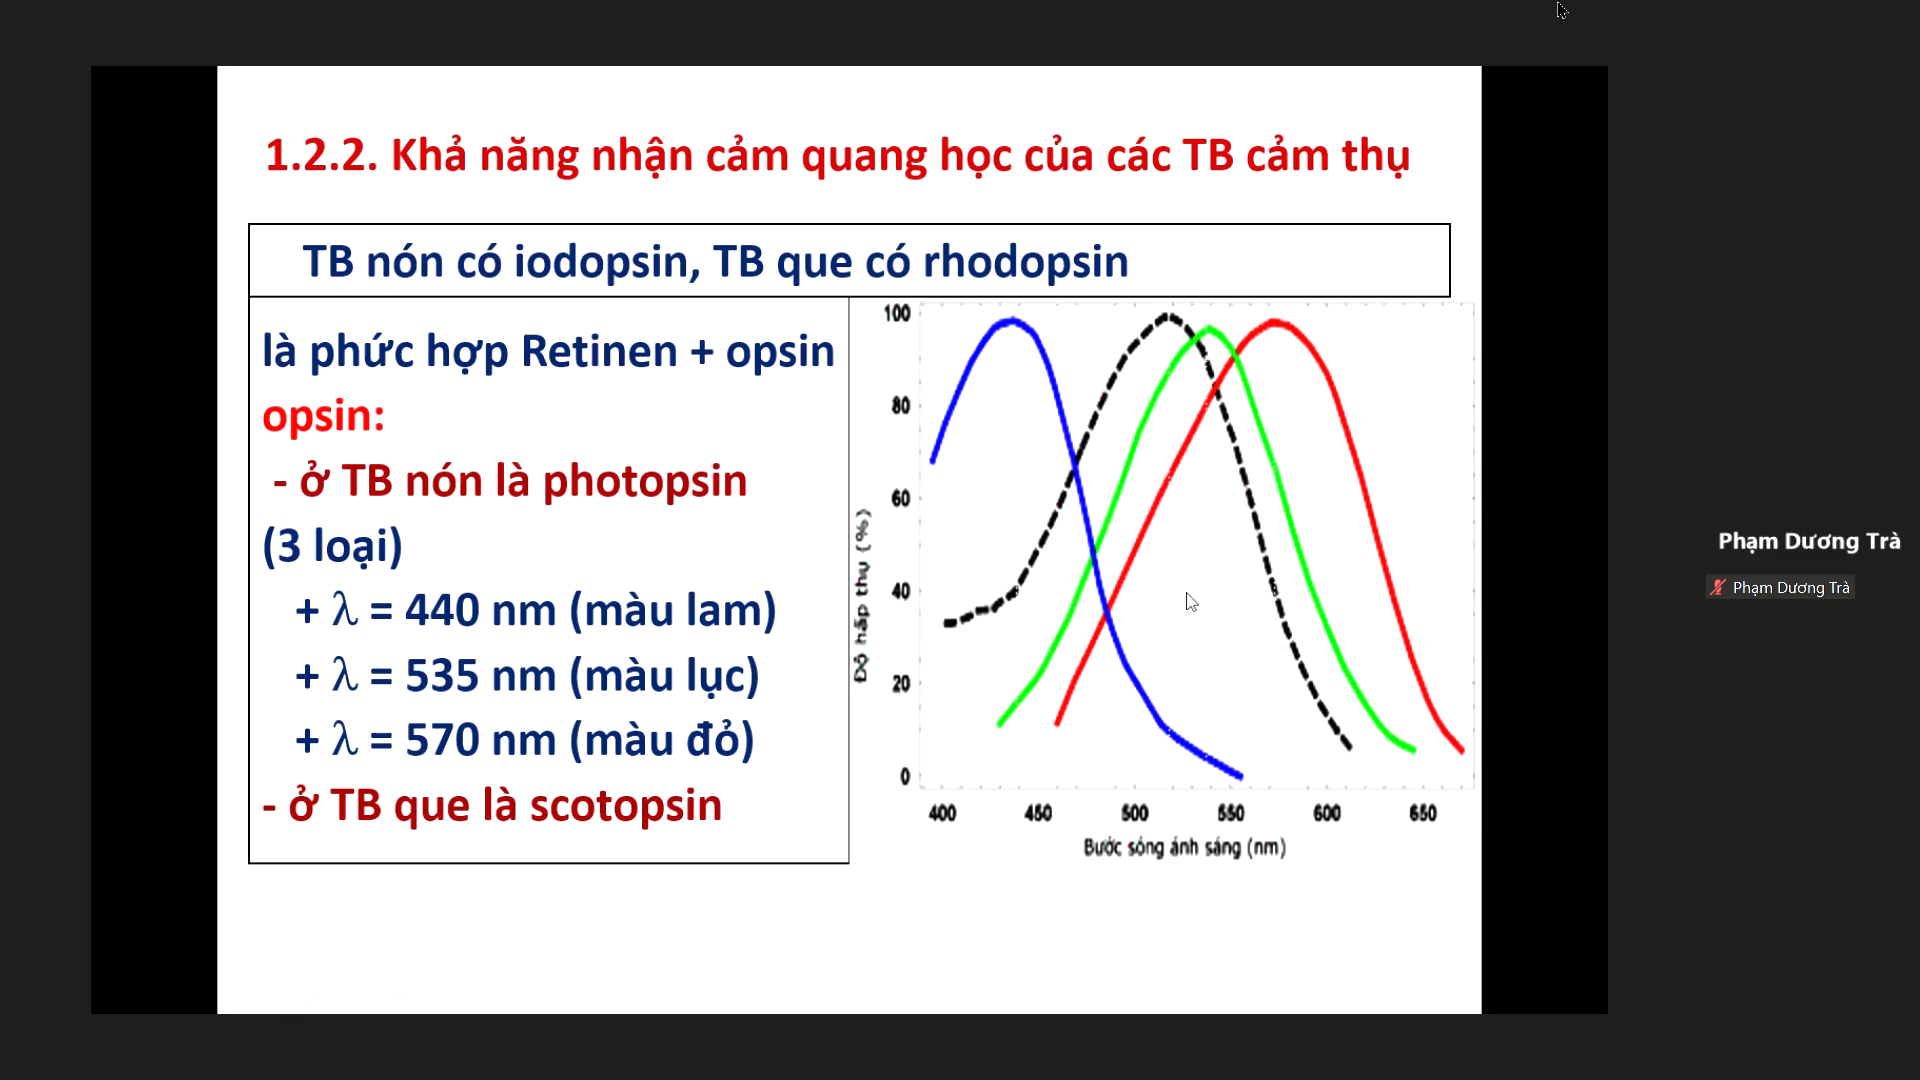 1.2.2. Khả năng nhận cảm quang học của các TB cảm thụ
TB nón có iodopsin, TB que có rhodopsin
là phức hợp Retinen + opsin
opsin:
- ở TB nón là photopsin
(3 loại)
+ λ = 440 nm (màu lam)
+ λ = 535 nm (màu lục)
+ λ = 570 nm (màu đỏ)
- ở TB que là scotopsin
Độ hấp thụ (%)
100
80
60
40
20
0
400 450 500 550 600 650
Bước sóng ánh sáng (nm)
Phạm Dương Trà
Phạm Dương Trà